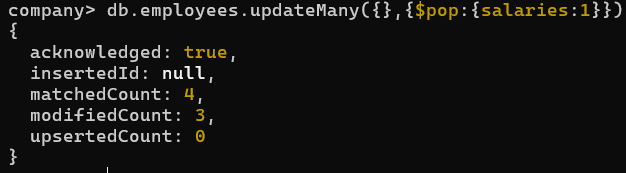 company> db.employees.updateMany({},{$pop:{salaries:1}})
{
  acknowledged: true,
  insertedId: null,
  matchedCount: 4,
  modifiedCount: 3,
  upsertedCount: 0
}